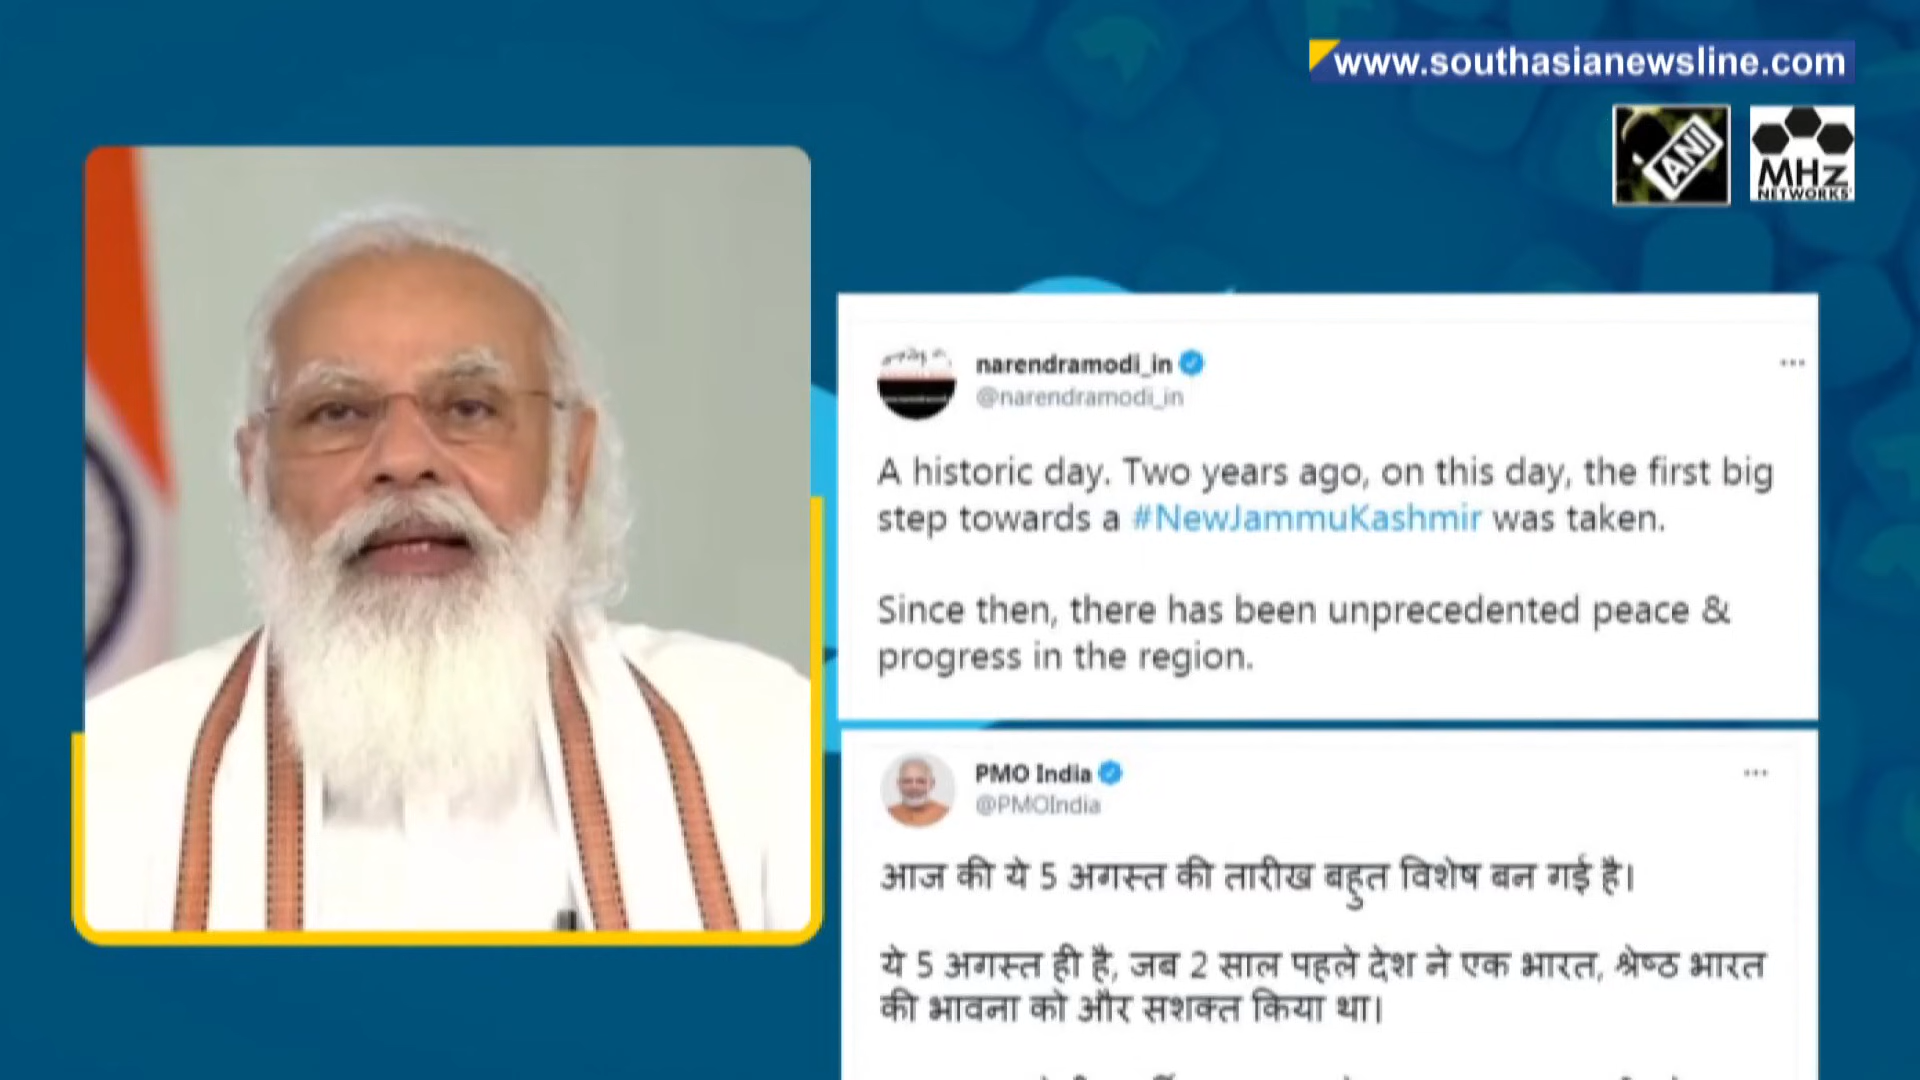 www.southasianewsline.com
ANI
MHz
NETWORKS
narendramodi_in
@narendramodi_in
A historic day. Two years ago, on this day, the first big
step towards a #NewJammuKashmir was taken.
Since then, there has been unprecedented peace &
progress in the region.
PMO India
@PMOIndia
आज की ये 5 अगस्त की तारीख बहुत विशेष बन गई है।
ये 5 अगस्त ही है, जब 2 साल पहले देश ने एक भारत, श्रेष्ठ भारत
की भावना को और सशक्त किया था।